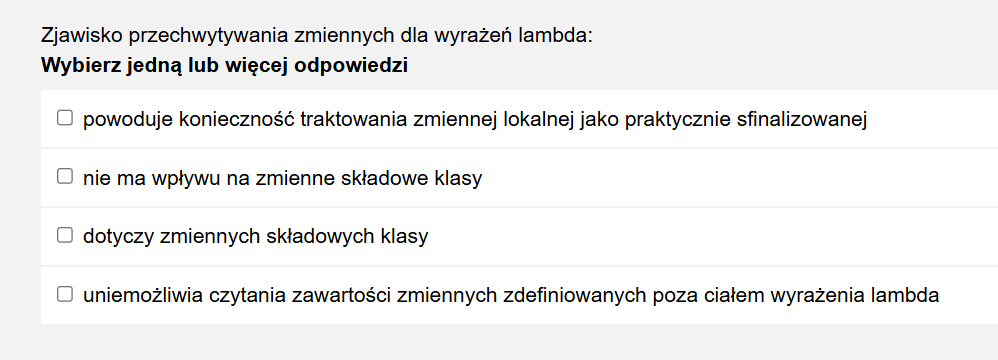 Zjawisko przechwytywania zmiennych dla wyrażeń lambda:
Wybierz jedną lub więcej odpowiedzi
powoduje konieczność traktowania zmiennej lokalnej jako praktycznie sfinalizowanej
nie ma wpływu na zmienne składowe klasy
dotyczy zmiennych składowych klasy
uniemożliwia czytania zawartości zmiennych zdefiniowanych poza ciałem wyrażenia lambda